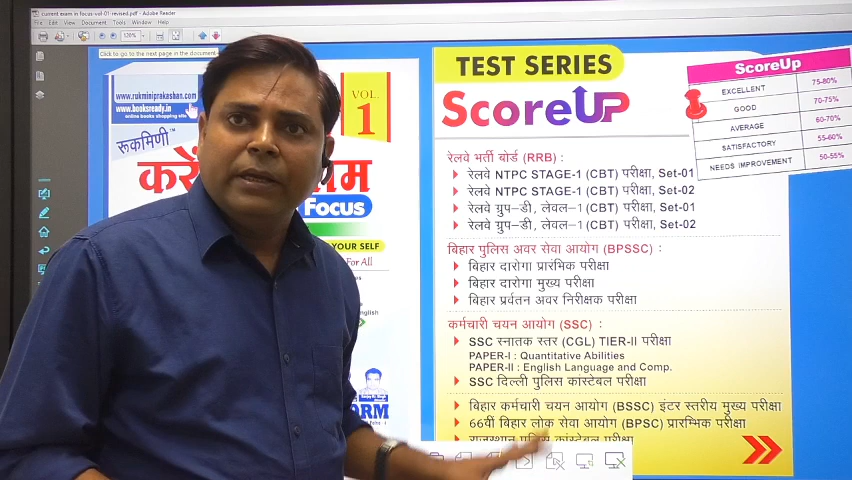 current exam in focus-vol-01-revised.pdf - Adobe Reader
File Edit View Document Tools Window Help
120%
Click to go to the next page in the document
www.rukminiprakashan.com
www.booksready.in
online books shopping site
VOL.
1
रूकमिणी
Focus
YOUR SELF
For All
English
TEST SERIES
ScoreUP
ScoreUp
EXCELLENT 75-80%
GOOD 70-75%
AVERAGE 60-70%
SATISFACTORY 55-60%
NEEDS IMPROVEMENT 50-55%
रेलवे भर्ती बोर्ड (RRB) :
रेलवे NTPC STAGE-1 (CBT) परीक्षा, Set-01
रेलवे NTPC STAGE-1 (CBT) परीक्षा, Set-02
रेलवे ग्रुप-डी, लेवल-1 (CBT) परीक्षा, Set-01
रेलवे ग्रुप-डी, लेवल-1 (CBT) परीक्षा, Set-02
बिहार पुलिस अवर सेवा आयोग (BPSSC) :
बिहार दारोगा प्रारंभिक परीक्षा
बिहार दारोगा मुख्य परीक्षा
बिहार प्रर्वतन अवर निरीक्षक परीक्षा
कर्मचारी चयन आयोग (SSC) :
SSC स्नातक स्तर (CGL) TIER-II परीक्षा
PAPER-I : Quantitative Abilities
PAPER-II : English Language and Comp.
SSC दिल्ली पुलिस कास्टेबल परीक्षा
बिहार कर्मचारी चयन आयोग (BSSC) इंटर स्तरीय मुख्य परीक्षा
66वीं बिहार लोक सेवा आयोग (BPSC) प्रारम्भिक परीक्षा
राजस्थान पुलिस कांस्टेबल परीक्षा